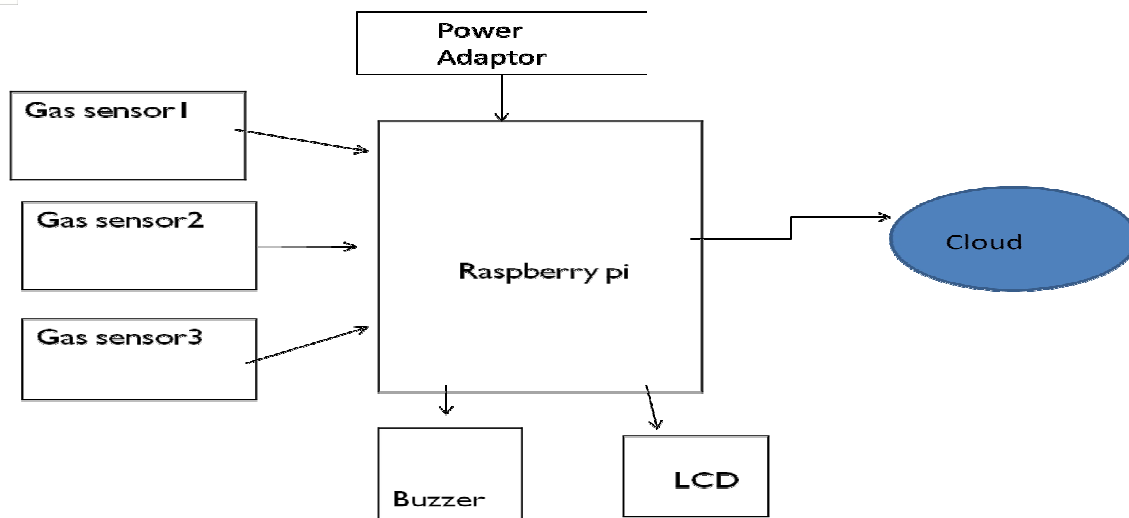 Power
Adaptor
Gas sensor1
Gas sensor2
Gas sensor3
Raspberry pi
Cloud
Buzzer
LCD